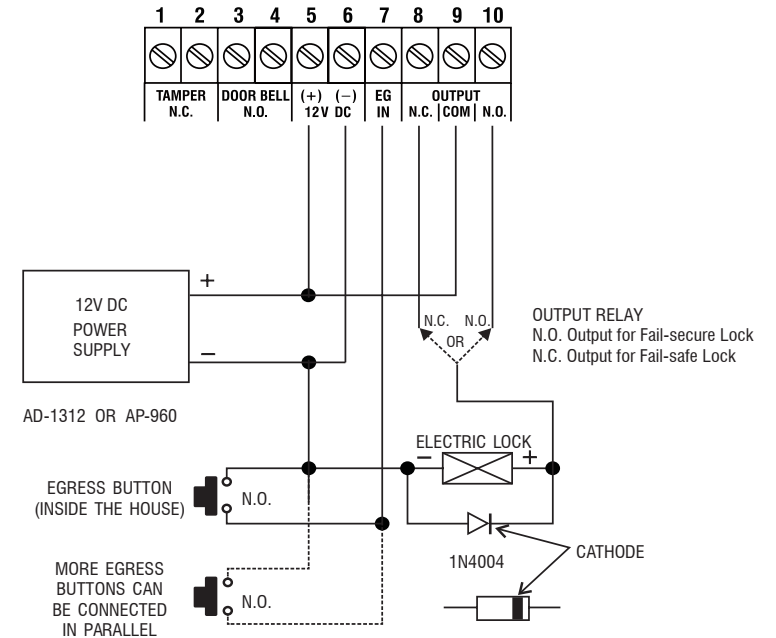 1 2 3 4 5 6 7 8 9 10
TAMPER
N.C.
DOOR BELL
N.O.
(+) (−)
12V DC
EG
IN
OUTPUT
N.C. COM N.O.
+
12V DC
POWER
SUPPLY
−
AD-1312 OR AP-960
N.C. N.O.
OR
OUTPUT RELAY
N.O. Output for Fail-secure Lock
N.C. Output for Fail-safe Lock
ELECTRIC LOCK
− +
EGRESS BUTTON
(INSIDE THE HOUSE)
N.O.
1N4004
CATHODE
MORE EGRESS
BUTTONS CAN
BE CONNECTED
IN PARALLEL
N.O.